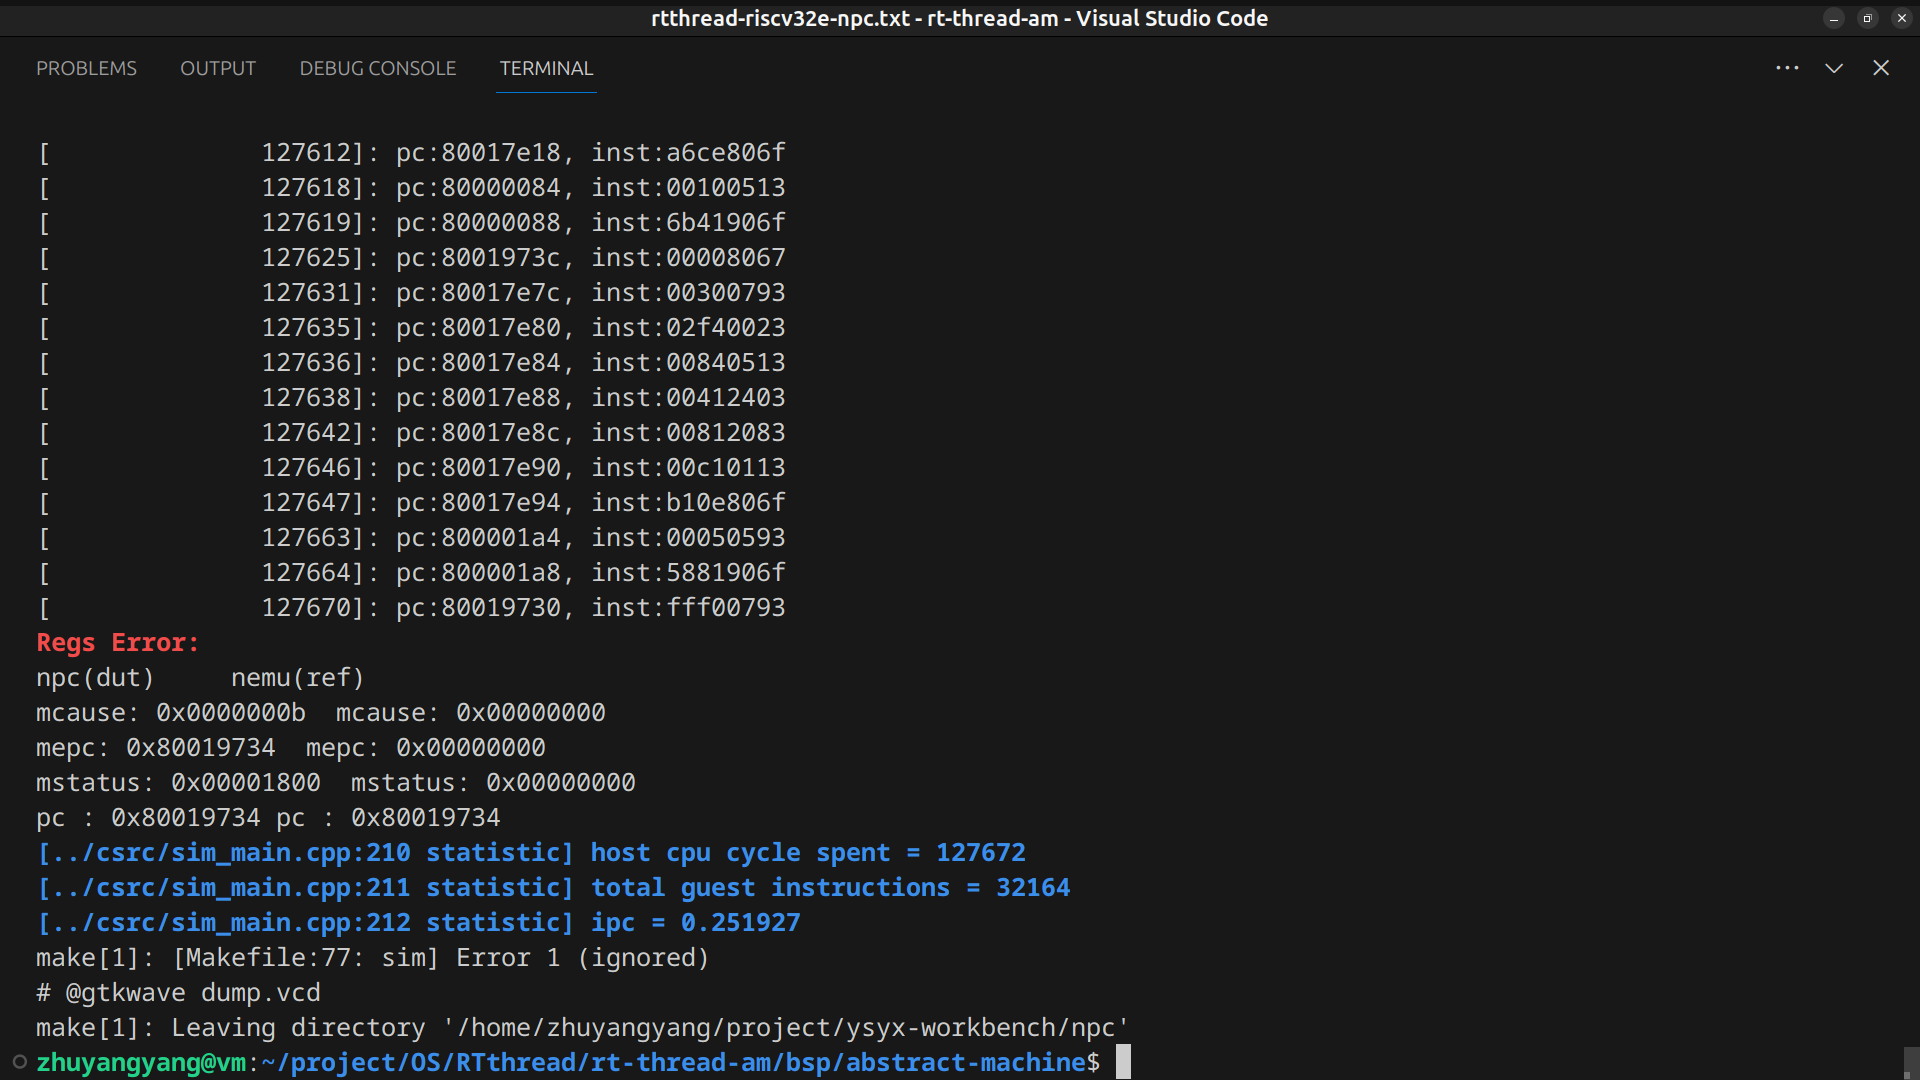 rtthread-riscv32e-npc.txt - rt-thread-am - Visual Studio Code
PROBLEMS OUTPUT DEBUG CONSOLE TERMINAL
[ 127612]: pc:80017e18, inst:a6ce806f
[ 127618]: pc:80000084, inst:00100513
[ 127619]: pc:80000088, inst:6b41906f
[ 127625]: pc:8001973c, inst:00008067
[ 127631]: pc:80017e7c, inst:00300793
[ 127635]: pc:80017e80, inst:02f40023
[ 127636]: pc:80017e84, inst:00840513
[ 127638]: pc:80017e88, inst:00412403
[ 127642]: pc:80017e8c, inst:00812083
[ 127646]: pc:80017e90, inst:00c10113
[ 127647]: pc:80017e94, inst:b10e806f
[ 127663]: pc:800001a4, inst:00050593
[ 127664]: pc:800001a8, inst:5881906f
[ 127670]: pc:80019730, inst:fff00793
Regs Error:
npc(dut) nemu(ref)
mcause: 0x0000000b mcause: 0x00000000
mepc: 0x80019734 mepc: 0x00000000
mstatus: 0x00001800 mstatus: 0x00000000
pc : 0x80019734 pc : 0x80019734
[../csrc/sim_main.cpp:210 statistic] host cpu cycle spent = 127672
[../csrc/sim_main.cpp:211 statistic] total guest instructions = 32164
[../csrc/sim_main.cpp:212 statistic] ipc = 0.251927
make[1]: [Makefile:77: sim] Error 1 (ignored)
# @gtkwave dump.vcd
make[1]: Leaving directory '/home/zhuyangyang/project/ysyx-workbench/npc'
zhuyangyang@vm:~/project/OS/RTthread/rt-thread-am/bsp/abstract-machine$